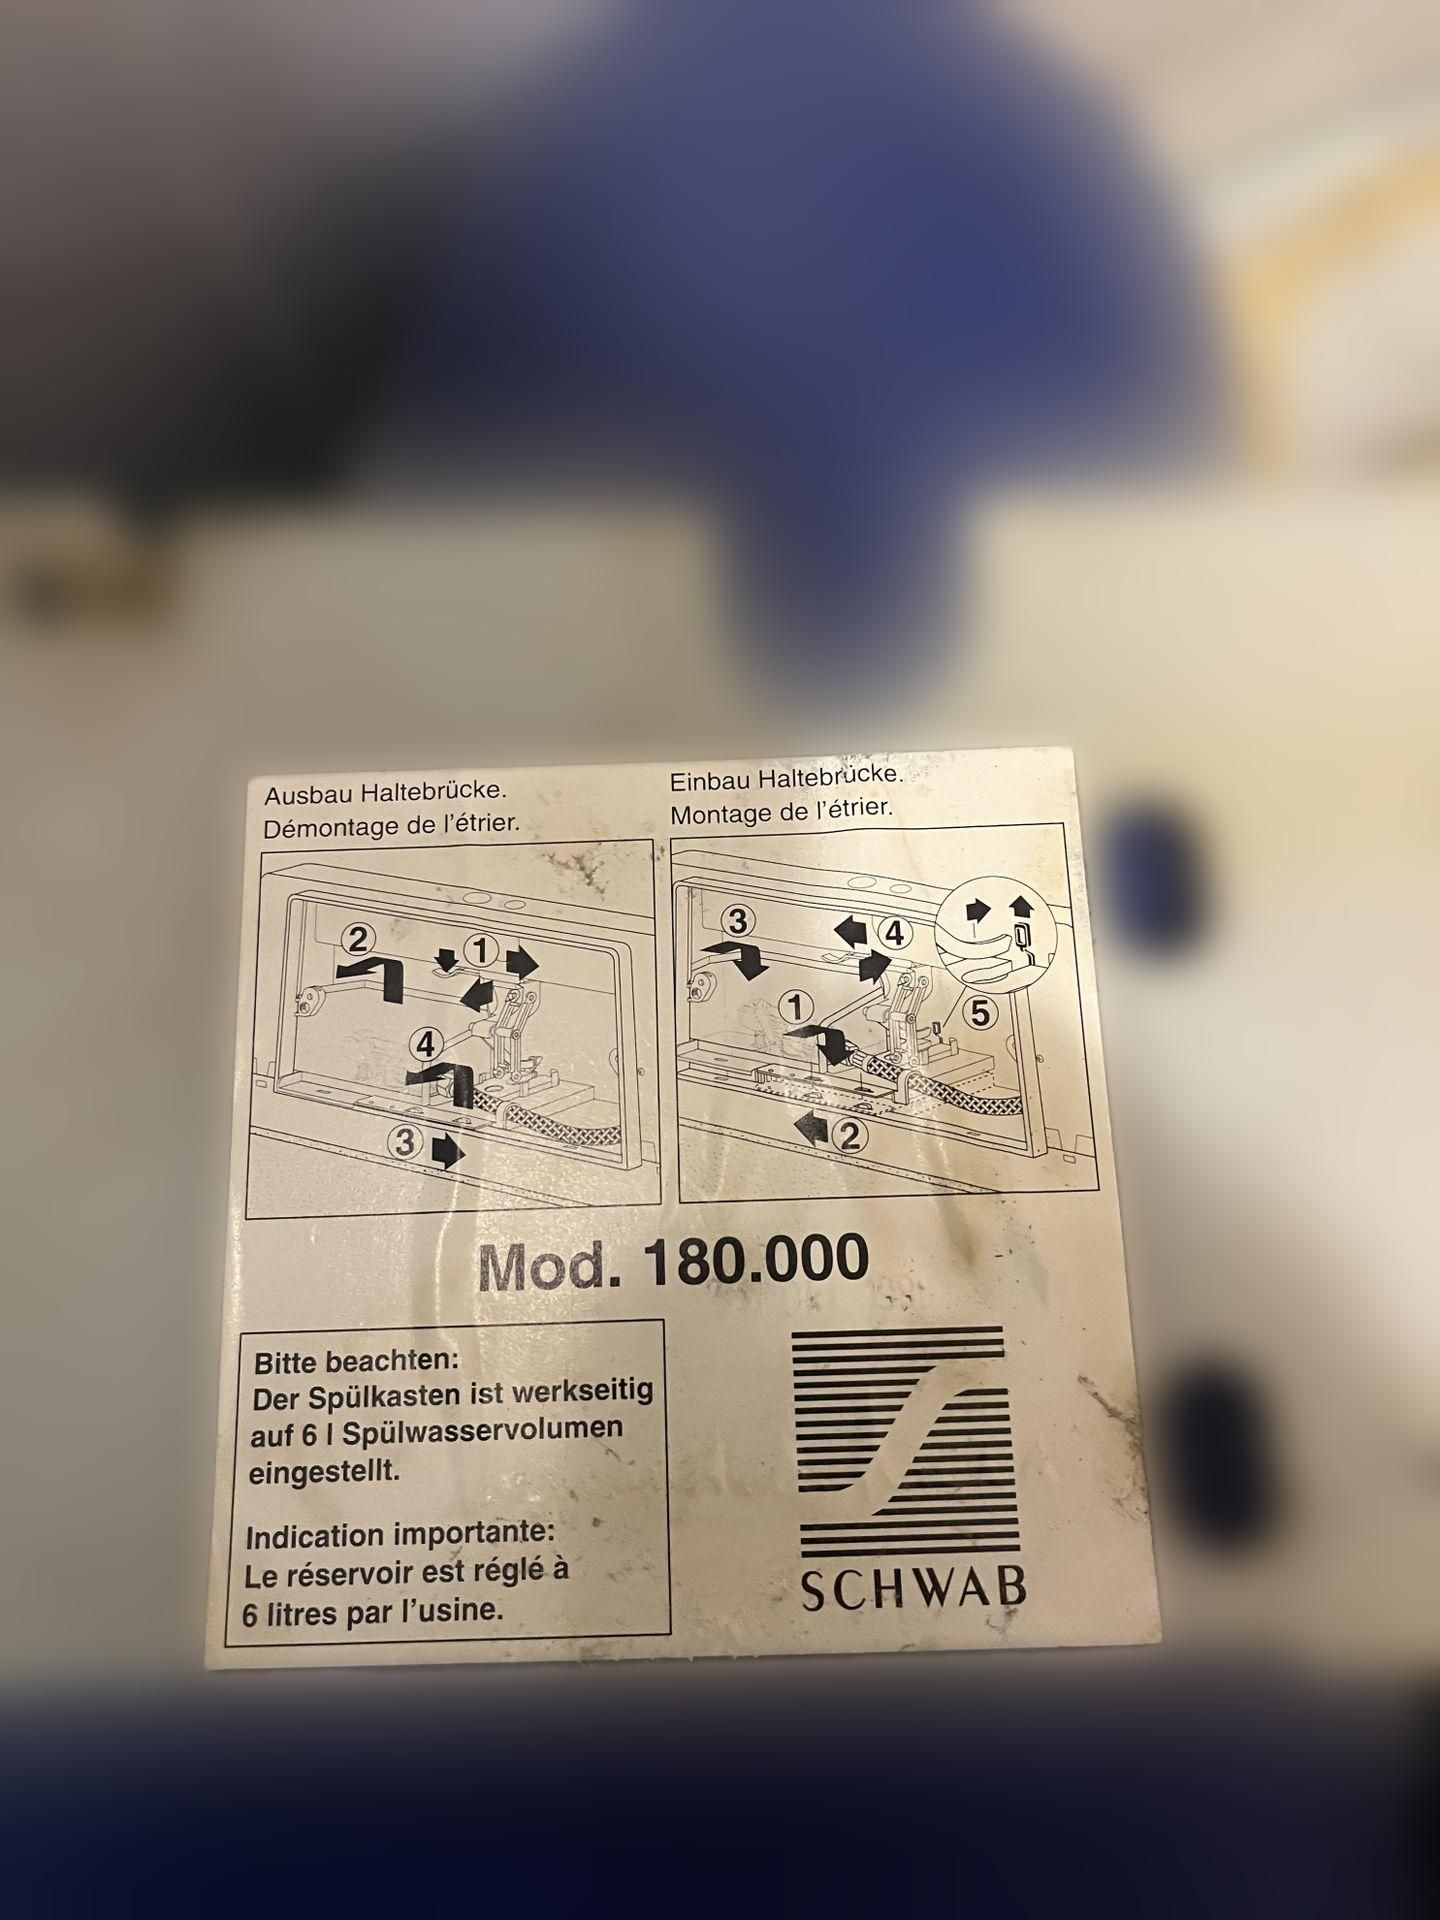 Ausbau Haltebrücke.
Démontage de l'étrier.
2
1
4
3
Einbau Haltebrücke.
Montage de l'étrier.
3
4
1
5
2
Mod. 180.000
Bitte beachten:
Der Spülkasten ist werkseitig
auf 6 l Spülwasservolumen
eingestellt.
Indication importante:
Le réservoir est réglé à
6 litres par l'usine.
SCHWAB